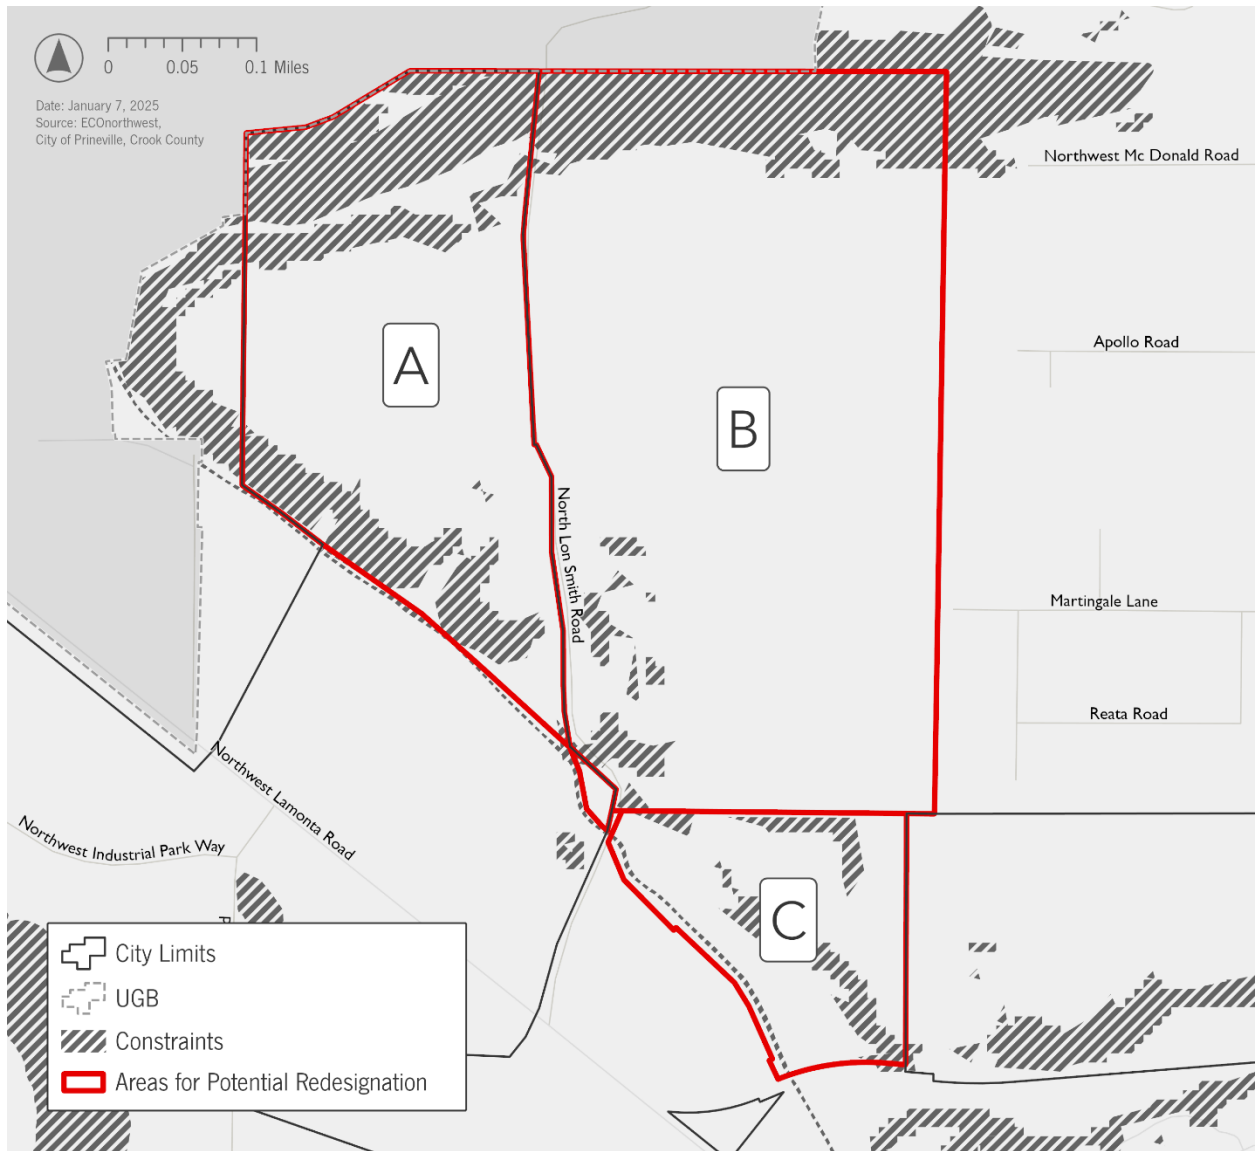 0 0.05 0.1 Miles
Date: January 7, 2025
Source: ECOnorthwest,
City of Prineville, Crook County
Northwest Mc Donald Road
Apollo Road
A
B
North Lon Smith Road
Martingale Lane
Reata Road
Northwest Lamonta Road
Northwest Industrial Park Way
C
City Limits
UGB
Constraints
Areas for Potential Redesignation